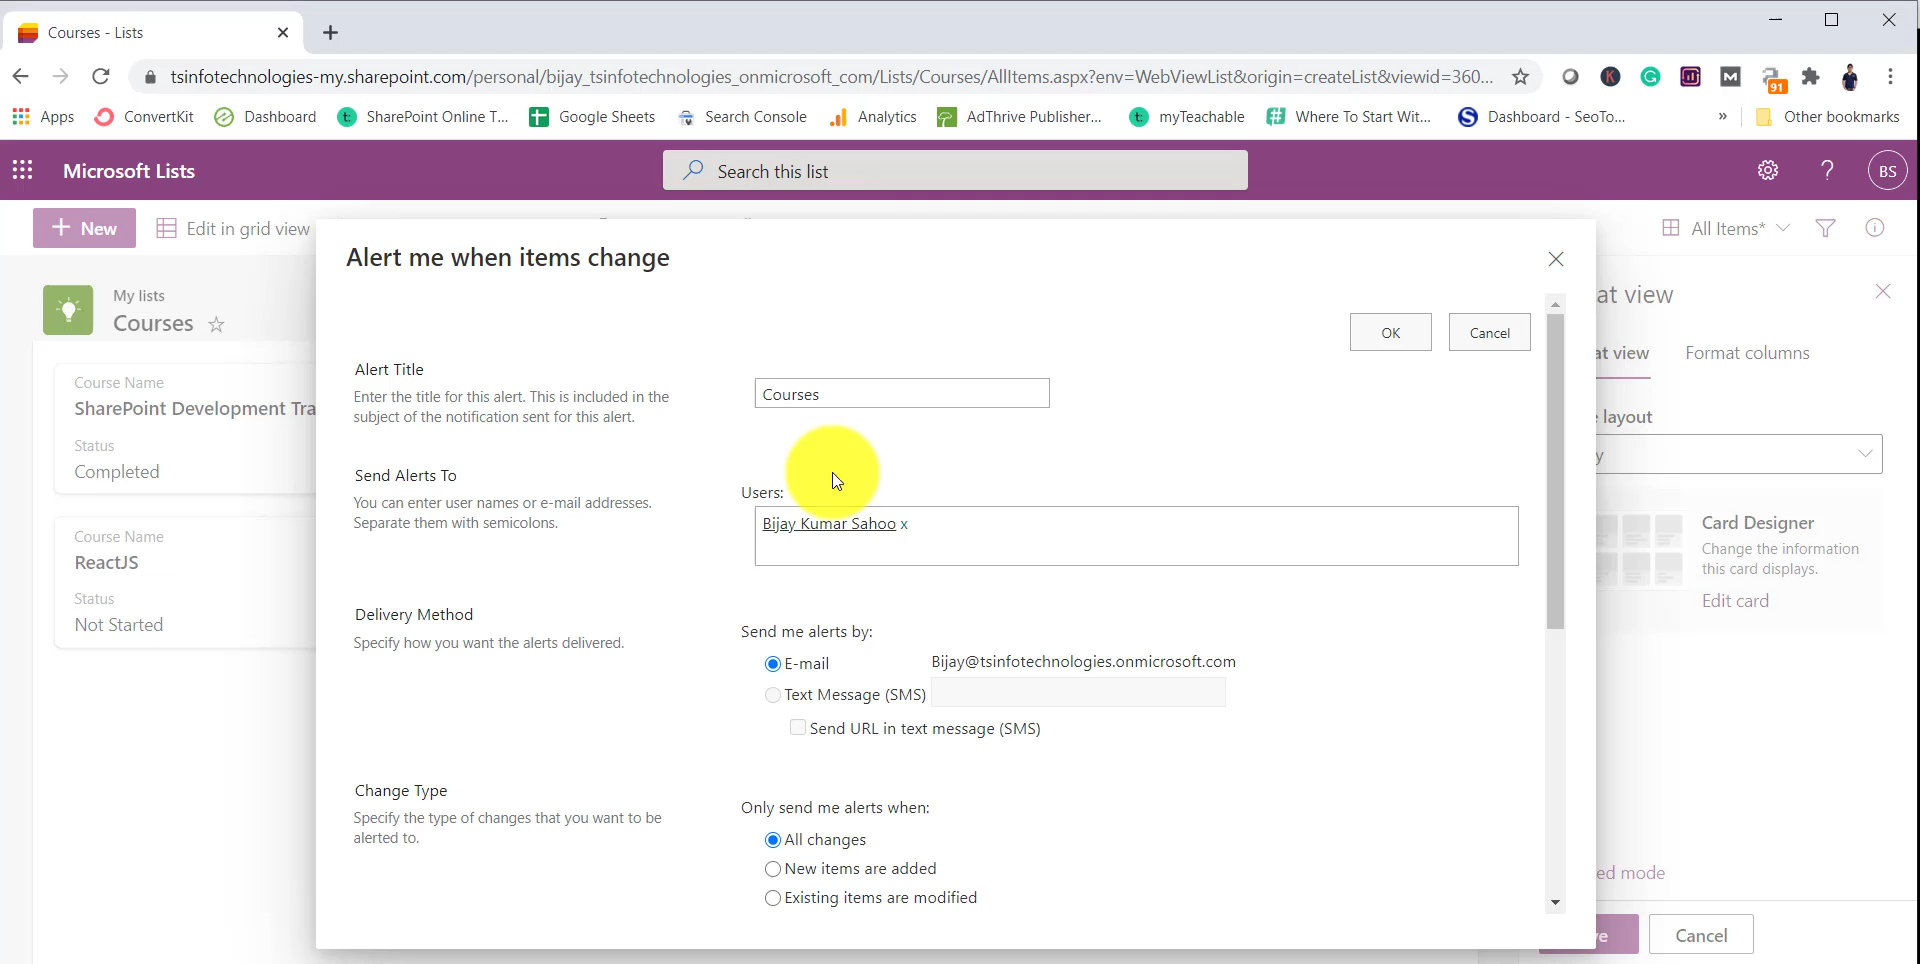 Courses - Lists
tsinfotechnologies-my.sharepoint.com/personal/bijay_tsinfotechnologies_onmicrosoft_com/Lists/Courses/AllItems.aspx?env=WebViewList&origin=createList&viewid=360...
K
M
91
Apps ConvertKit Dashboard SharePoint Online T... Google Sheets Search Console Analytics AdThrive Publisher... myTeachable Where To Start Wit... Dashboard - SeoTo... » Other bookmarks
Microsoft Lists
Search this list
? BS
+ New
Edit in grid view
All Items*
Alert me when items change
My lists
Courses
at view
OK Cancel
at view Format columns
Alert Title
Enter the title for this alert. This is included in the
subject of the notification sent for this alert.
Courses
Course Name
SharePoint Development Tra
Status
Completed
layout
y
Send Alerts To
You can enter user names or e-mail addresses.
Separate them with semicolons.
Users:
Bijay Kumar Sahoo x
Course Name
ReactJS
Status
Not Started
Card Designer
Change the information
this card displays.
Edit card
Delivery Method
Specify how you want the alerts delivered.
Send me alerts by:
E-mail Bijay@tsinfotechnologies.onmicrosoft.com
Text Message (SMS)
Send URL in text message (SMS)
Change Type
Specify the type of changes that you want to be
alerted to.
Only send me alerts when:
All changes
New items are added
Existing items are modified
ed mode
e Cancel